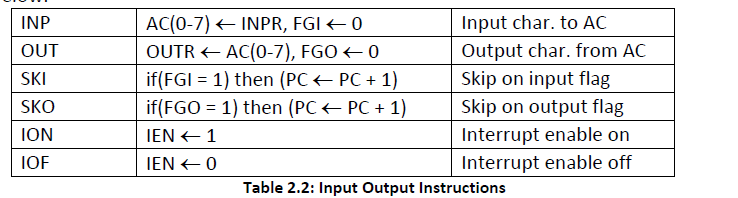 INP AC(0-7) ← INPR, FGI ← 0 Input char. to AC
OUT OUTR ← AC(0-7), FGO ← 0 Output char. from AC
SKI if(FGI = 1) then (PC ← PC + 1) Skip on input flag
SKO if(FGO = 1) then (PC ← PC + 1) Skip on output flag
ION IEN ← 1 Interrupt enable on
IOF IEN ← 0 Interrupt enable off
Table 2.2: Input Output Instructions